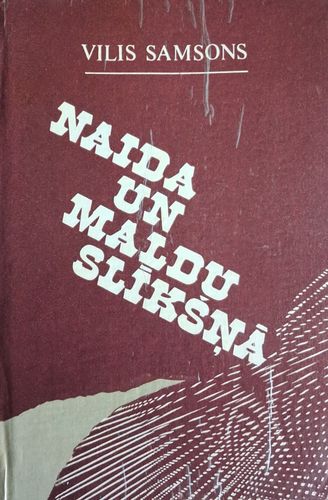 VILIS SAMSONS
NAIDA
UN
MALDU
SLĪKŠŅĀ